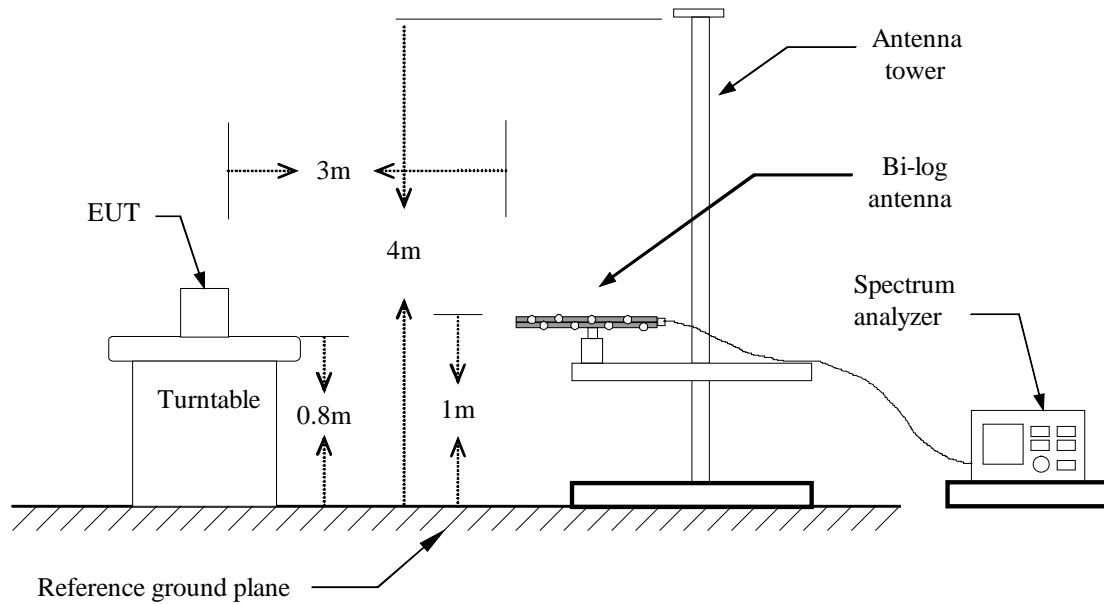 Antenna
tower
3m
Bi-log
antenna
EUT
4m
Spectrum
analyzer
Turntable
0.8m
1m
Reference ground plane